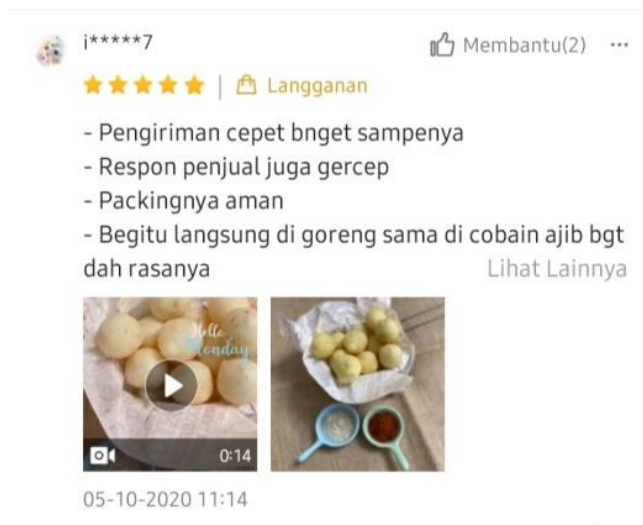 i*****7
Membantu(2)
Langganan
- Pengiriman cepet bnget sampenya
- Respon penjual juga gercep
- Packingnya aman
- Begitu langsung di goreng sama di cobain ajib bgt
dah rasanya
Lihat Lainnya
Hello
Monday
0:14
05-10-2020 11:14